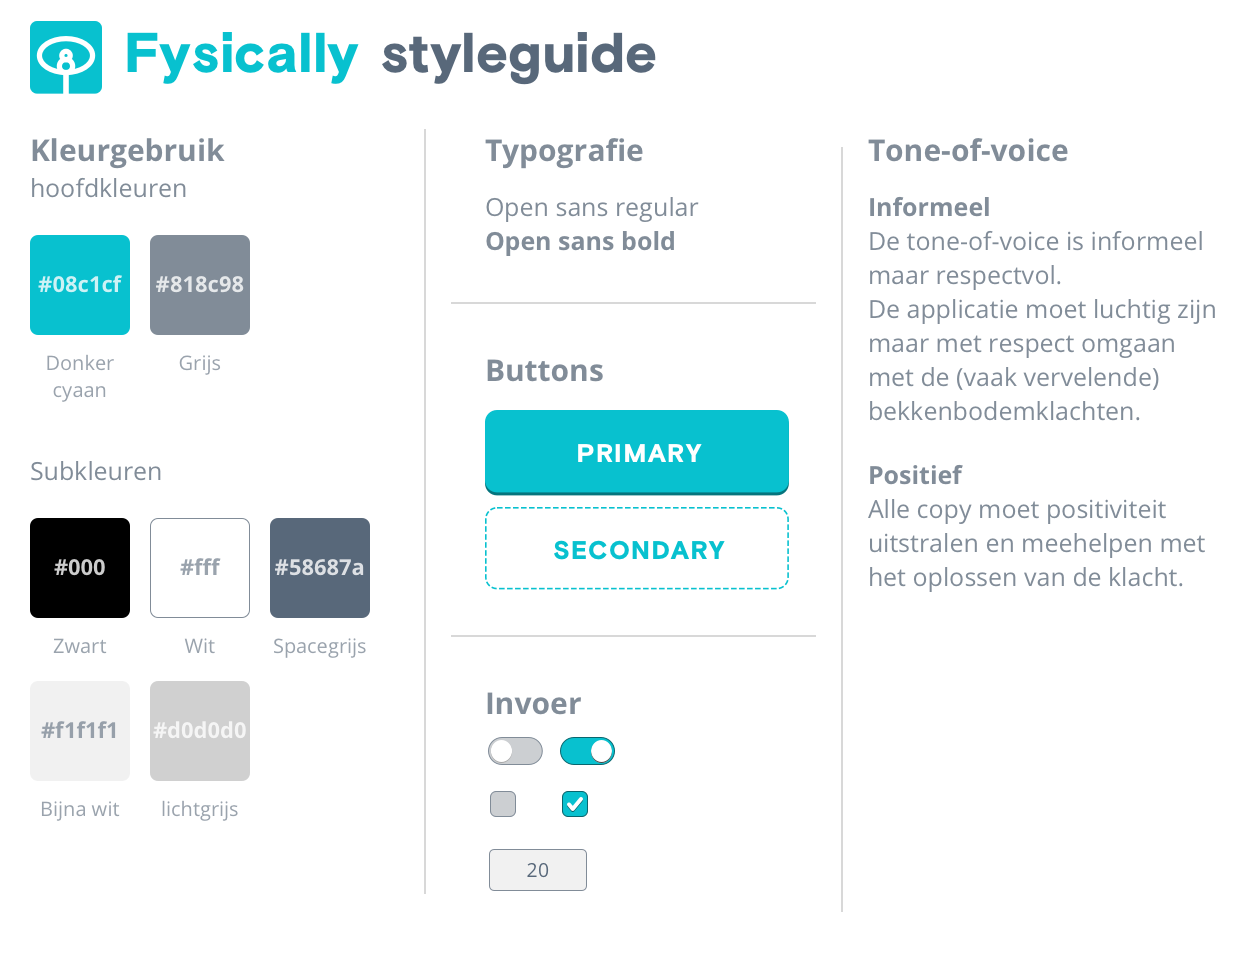 Fysically styleguide
Kleurgebruik
hoofdkleuren
#08c1cf
#818c98
Donker
cyaan
Grijs
Subkleuren
#000
#fff
#58687a
Zwart
Wit
Spacegrijs
#f1f1f1
#d0d0d0
Bijna wit
lichtgrijs
Typografie
Open sans regular
Open sans bold
Buttons
PRIMARY
SECONDARY
Invoer
20
Tone-of-voice
Informeel
De tone-of-voice is informeel
maar respectvol.
De applicatie moet luchtig zijn
maar met respect omgaan
met de (vaak vervelende)
bekkenbodemklachten.
Positief
Alle copy moet positiviteit
uitstralen en meehelpen met
het oplossen van de klacht.